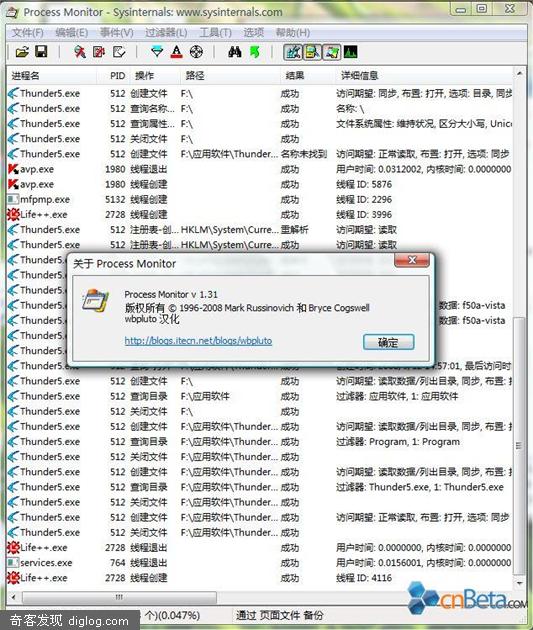 Process Monitor - Sysinternals: www.sysinternals.com
文件(F) 编辑(E) 事件(V) 过滤器(L) 工具(T) 选项 帮助(H)
进程名 PID 操作 路径 结果 详细信息
Thunder5.exe 512 创建文件 F:\ 成功 访问期望: 同步, 布置: 打开, 选项: 目录, 同步
Thunder5.exe 512 查询名称... F:\ 成功 名称: \
Thunder5.exe 512 查询属性... F:\ 成功 文件系统属性: 维持状况, 区分大小写, Unic
Thunder5.exe 512 关闭文件 F:\ 成功
Thunder5.exe 512 创建文件 F:\应用软件\Thunder... 名称未找到 访问期望: 正常读取, 布置: 打开, 选项: 同步
avp.exe 1980 线程退出 成功 用户时间: 0.0312002, 内核时间: 0.0000000
avp.exe 1980 线程创建 成功 线程 ID: 5876
mfpmp.exe 5132 线程创建 成功 线程 ID: 2296
Life++.exe 2728 线程创建 成功 线程 ID: 3996
Thunder5.exe 512 注册表-创... HKLM\System\Curre... 重解析 访问期望: 读取
Thunder5.exe 512 注册表-创... HKLM\System\Curre... 成功 访问期望: 读取
数据: f50a-vista
数据: f50a-vista
关于 Process Monitor
Process Monitor v 1.31
版权所有 © 1996-2008 Mark Russinovich 和 Bryce Cogswell
wbpluto 汉化
http://blogs.itecn.net/blogs/wbpluto
确定
Thunder5.exe 512 创建文件 F:\ 成功 访问期望: 读取数据/列出目录, 同步, 布置: 打
Thunder5.exe 512 查询目录 F:\应用软件 成功 过滤器: 应用软件, 1: 应用软件
Thunder5.exe 512 关闭文件 F:\ 成功
Thunder5.exe 512 创建文件 F:\应用软件\Thunder... 成功 访问期望: 读取数据/列出目录, 同步, 布置: 打
Thunder5.exe 512 查询目录 F:\应用软件\Thunder... 成功 过滤器: Program, 1: Program
Thunder5.exe 512 关闭文件 F:\应用软件\Thunder... 成功
Thunder5.exe 512 创建文件 F:\应用软件\Thunder... 成功 访问期望: 读取数据/列出目录, 同步, 布置: 打
Thunder5.exe 512 查询目录 F:\应用软件\Thunder... 成功 过滤器: Thunder5.exe, 1: Thunder5.exe
Thunder5.exe 512 关闭文件 F:\应用软件\Thunder... 成功
Thunder5.exe 512 创建文件 F:\应用软件\Thunder... 成功 访问期望: 正常读取, 布置: 打开, 选项: 同步
Thunder5.exe 512 关闭文件 F:\应用软件\Thunder... 成功
Life++.exe 2728 线程退出 成功 用户时间: 0.0000000, 内核时间: 0.0000000
services.exe 764 线程退出 成功 用户时间: 0.0156001, 内核时间: 0.0000000
Life++.exe 2728 线程创建 成功 线程 ID: 4116
cnBeta.COM
奇客发现 diglog.com 个)(0.047%) 通过 页面文件 备份